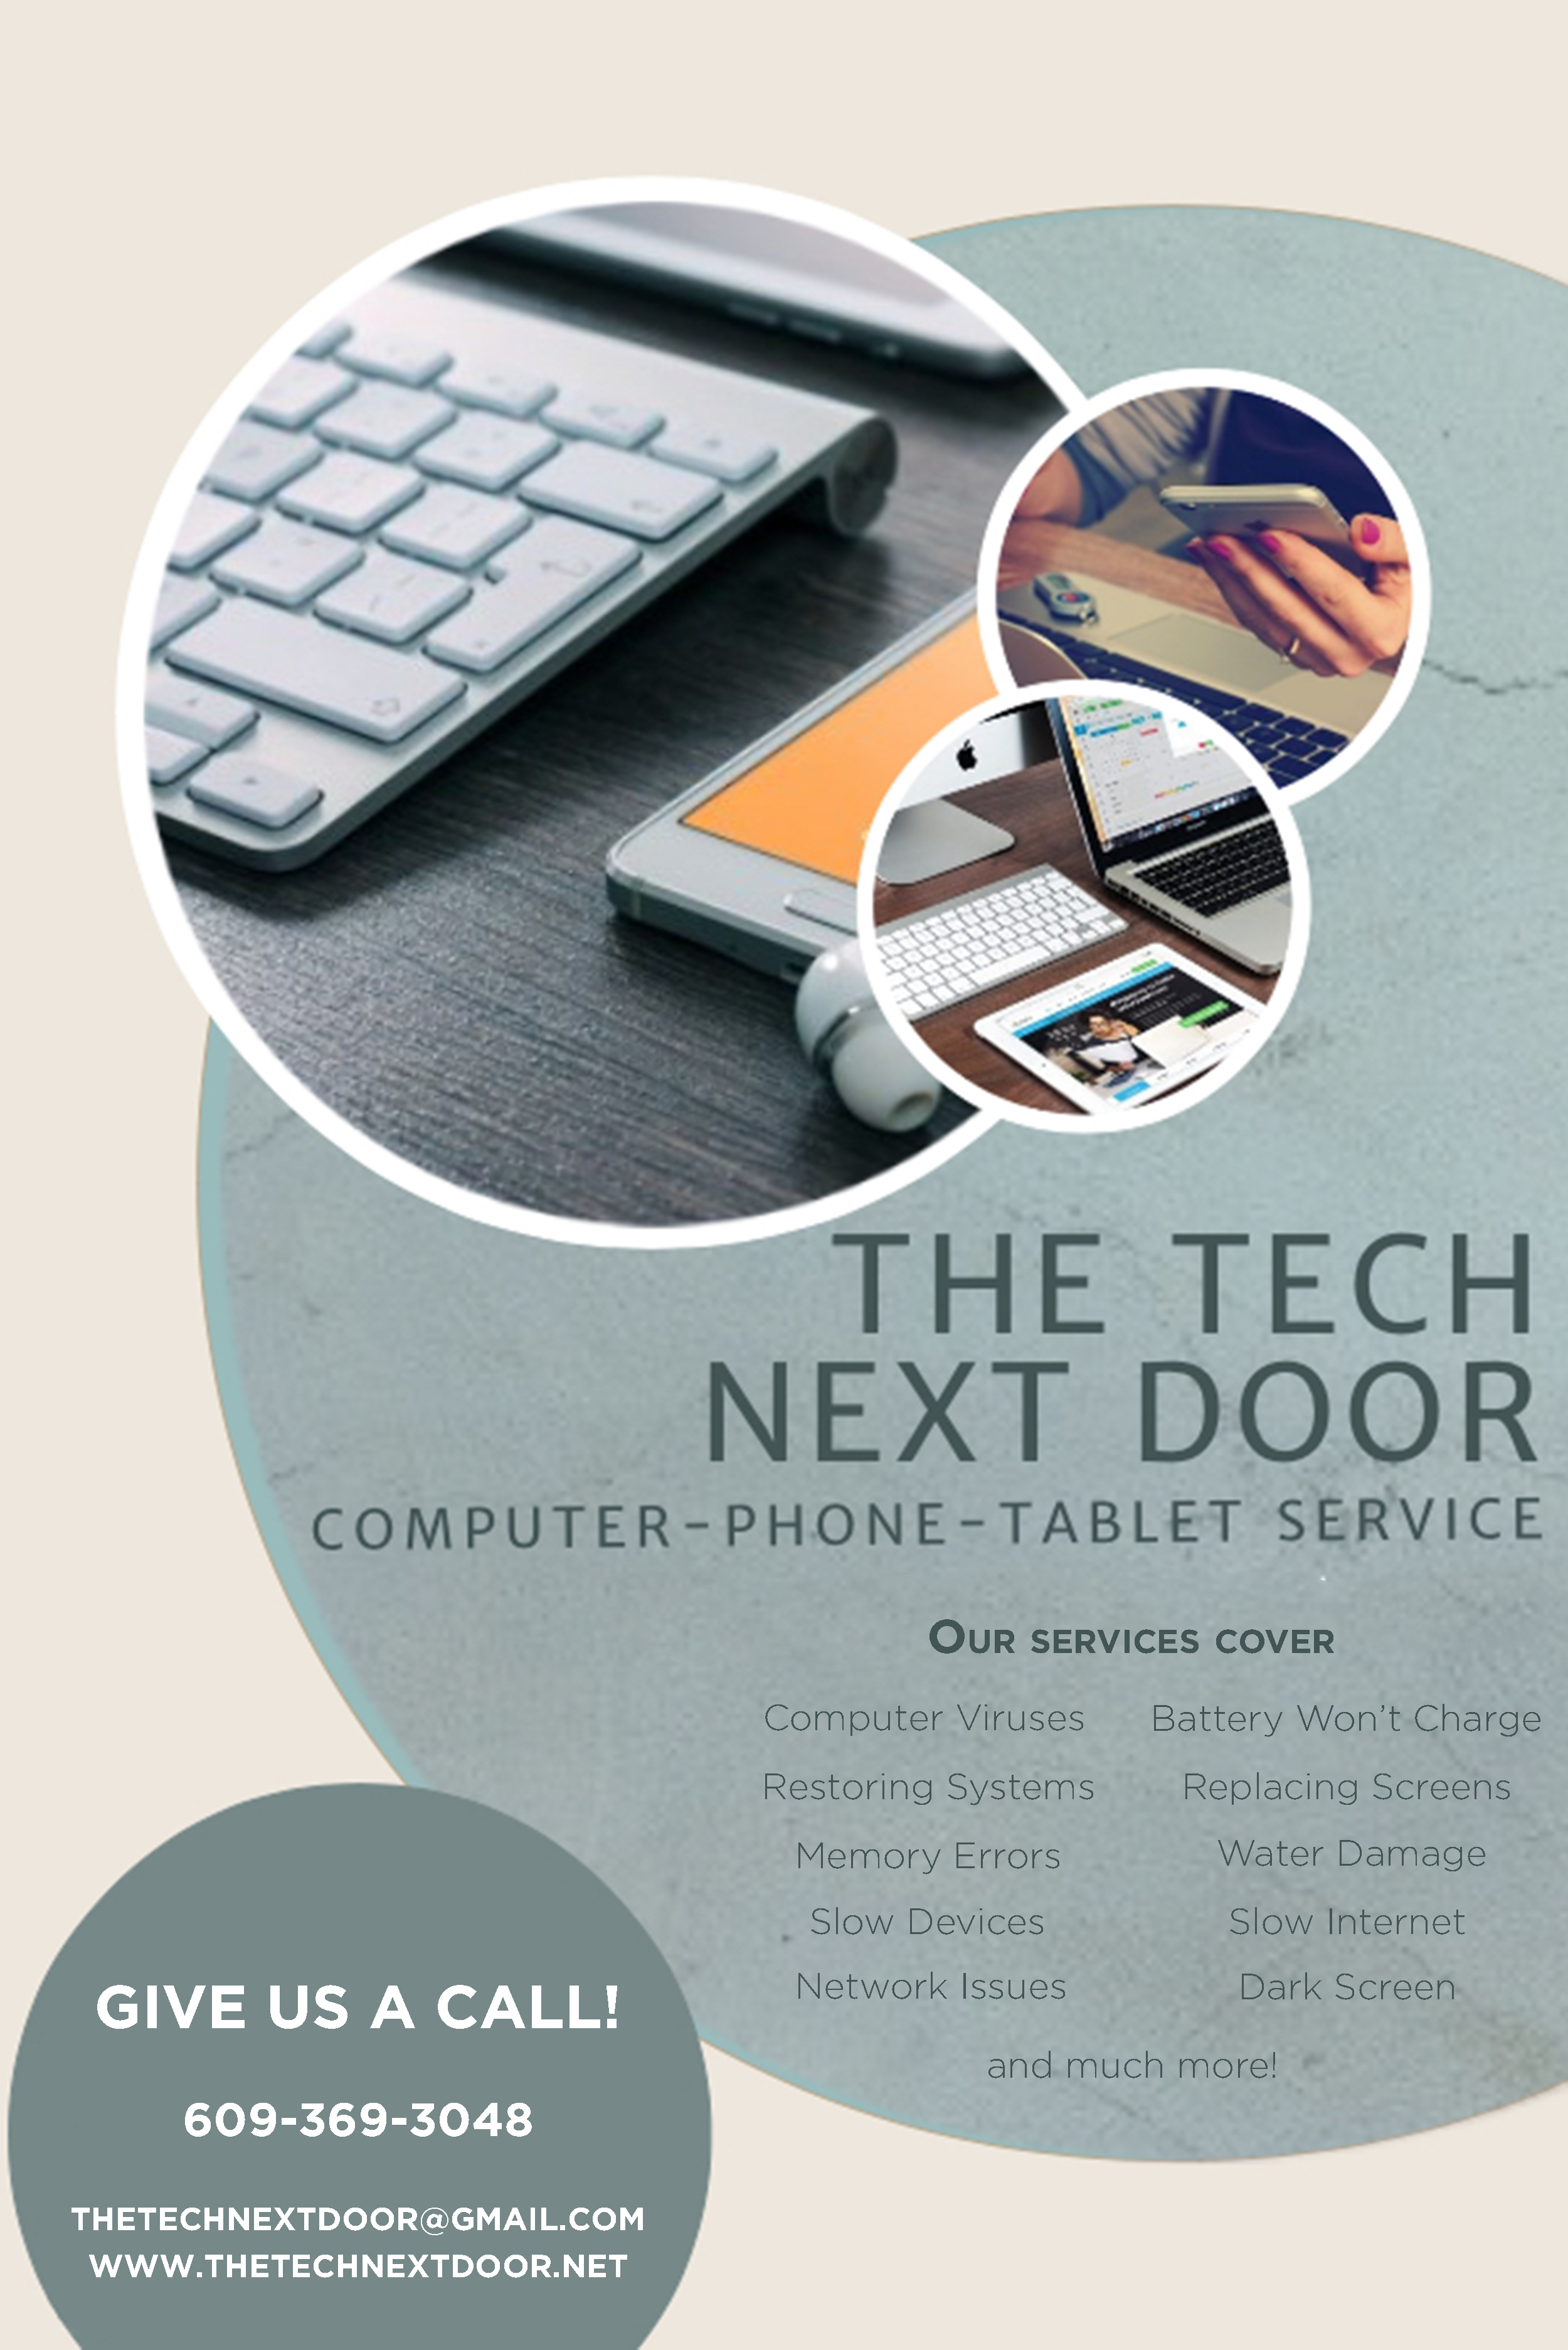 THE TECH
NEXT DOOR
COMPUTER-PHONE-TABLET SERVICE
Our services cover
Computer Viruses
Battery Won't Charge
Restoring Systems
Replacing Screens
Memory Errors
Water Damage
Slow Devices
Slow Internet
Network Issues
Dark Screen
and much more!
GIVE US A CALL!
609-369-3048
THETECHNEXTDOOR@GMAIL.COM
WWW.THETECHNEXTDOOR.NET